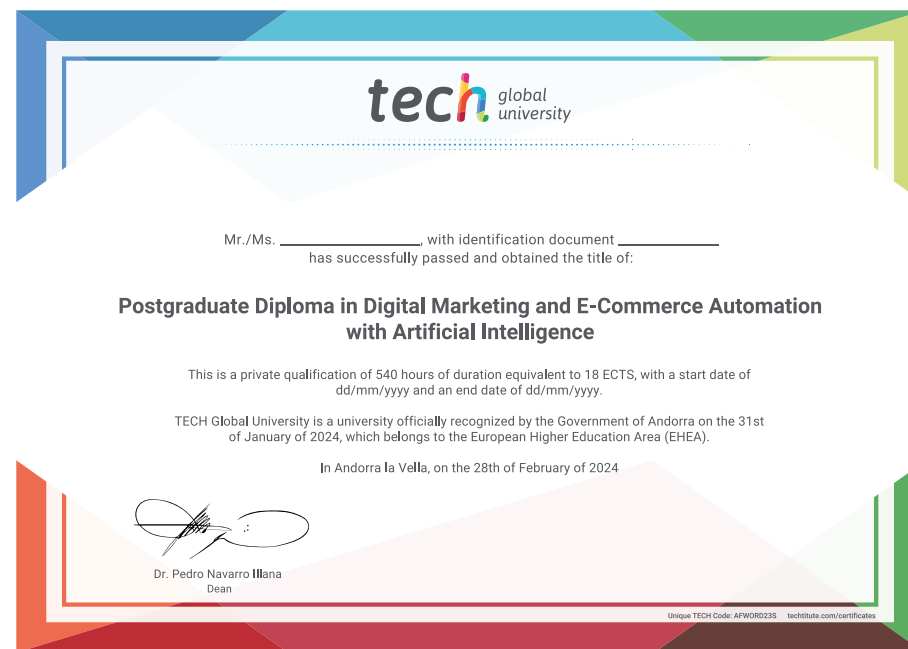 tech global university
Mr./Ms. ____________________, with identification document ______________
has successfully passed and obtained the title of:
Postgraduate Diploma in Digital Marketing and E-Commerce Automation
with Artificial Intelligence
This is a private qualification of 540 hours of duration equivalent to 18 ECTS, with a start date of
dd/mm/yyyy and an end date of dd/mm/yyyy.
TECH Global University is a university officially recognized by the Government of Andorra on the 31st
of January of 2024, which belongs to the European Higher Education Area (EHEA).
In Andorra la Vella, on the 28th of February of 2024
Dr. Pedro Navarro Illana
Dean
Unique TECH Code: AFWORD23S techtitute.com/certificates